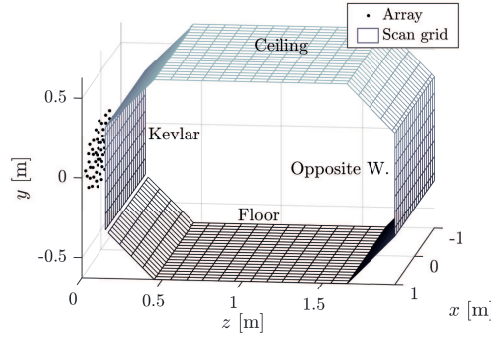 Array
Scan grid
Ceiling
0.5
Kevlar
0
Opposite W.
y [m]
Floor
-0.5
-1
0
1
0
0.5
1
1.5
x [m]
z [m]